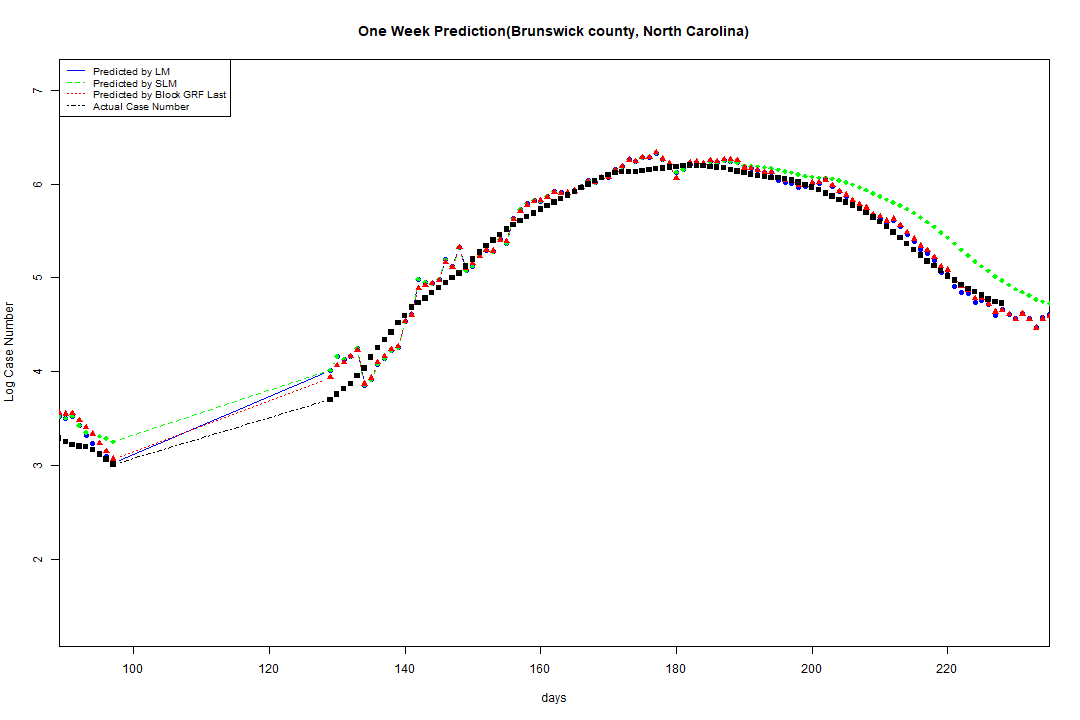 One Week Prediction(Brunswick county, North Carolina)
Predicted by LM
Predicted by SLM
Predicted by Block GRF Last
Actual Case Number
7
6
5
4
3
2
Log Case Number
100 120 140 160 180 200 220
days